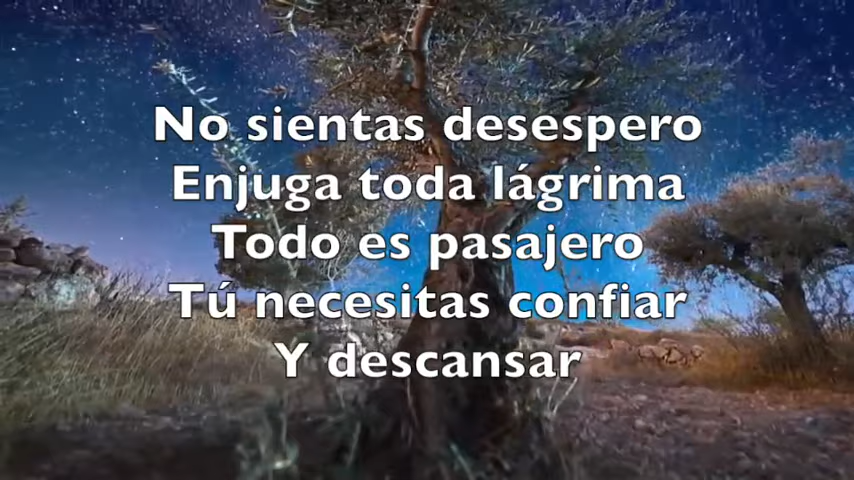 No sientas desespero
Enjuga toda lágrima
Todo es pasajero
Tú necesitas confiar
Y descansar